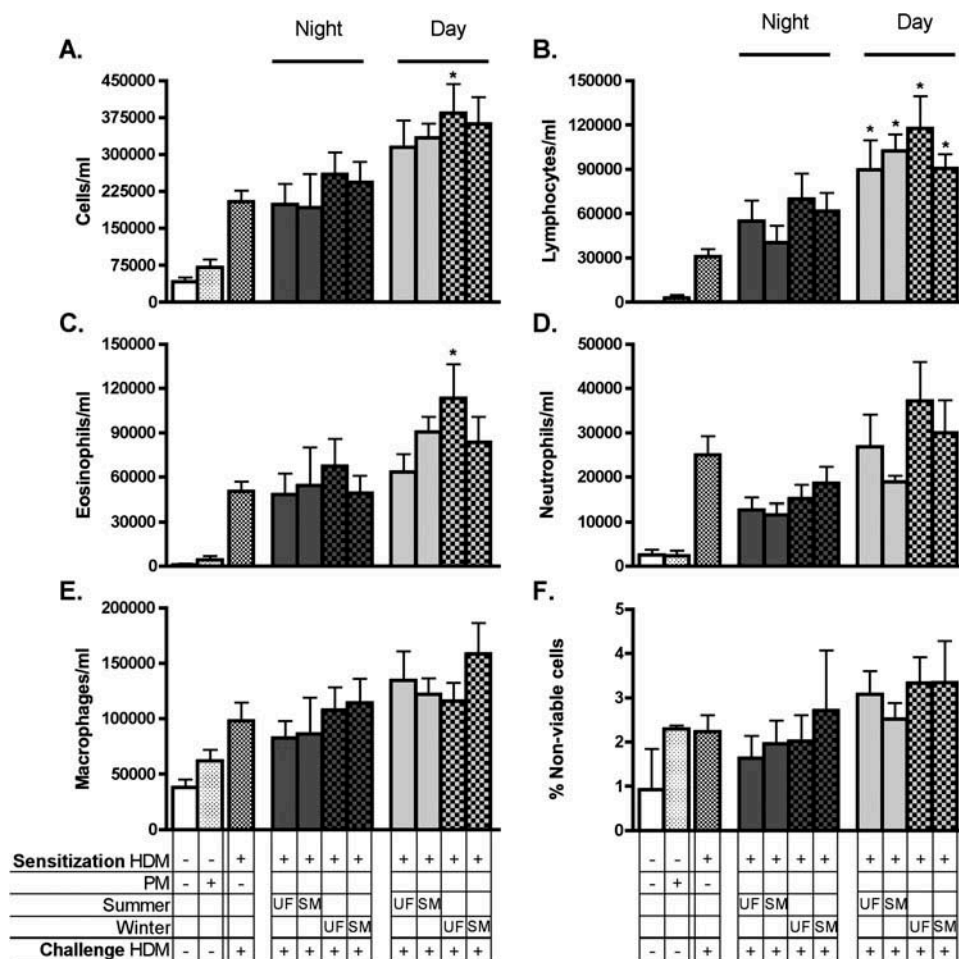 Night Day Night Day
A. B.
* 
450000
375000
300000
225000
150000
75000
0
Cells/ml
* * * *
150000
120000
90000
60000
30000
0
Lymphocytes/ml
C. D.
*
150000
120000
90000
60000
30000
0
Eosinophils/ml
50000
40000
30000
20000
10000
0
Neutrophils/ml
E. F.
200000
150000
100000
50000
0
Macrophages/ml
5
4
3
2
1
0
% Non-viable cells
Sensitization HDM - - + + + + + + + + + - - + + + + + + + + +
PM - + - - + -
Summer UF SM UF SM UF SM UF SM
Winter UF SM UF SM UF SM UF SM
Challenge HDM - - + + + + + + + + + - - + + + + + + + + +